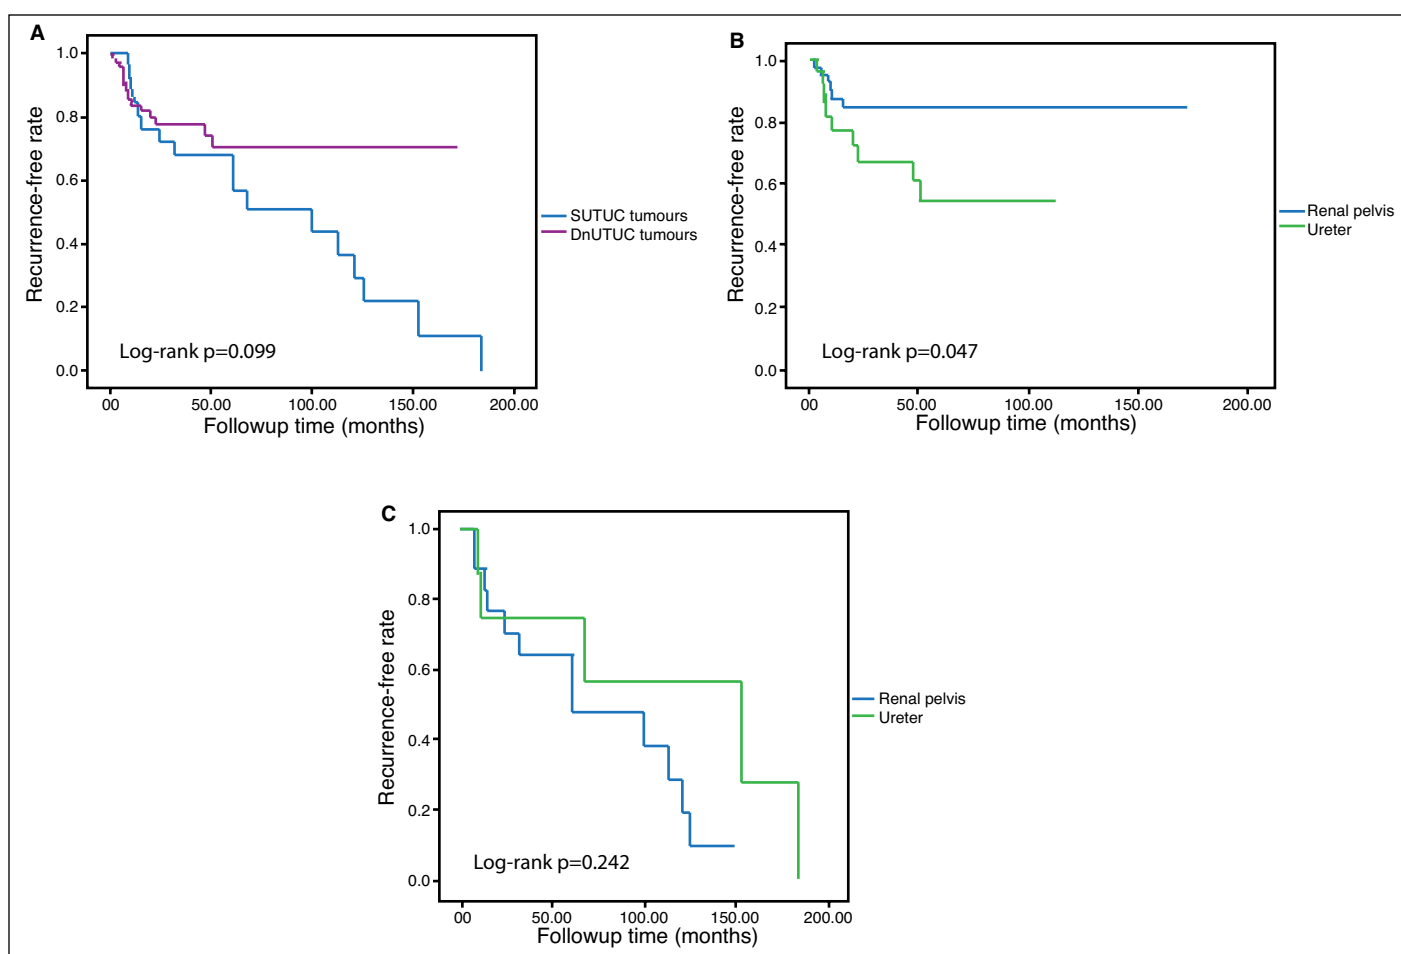 A
1.0
0.8
0.6
0.4
0.2
0.0
Recurrence-free rate
Log-rank p=0.099
00 50.00 100.00 150.00 200.00
Followup time (months)
SUTUC tumours
DnUTUC tumours
B
1.0
0.8
0.6
0.4
0.2
0.0
Recurrence-free rate
Log-rank p=0.047
00 50.00 100.00 150.00 200.00
Followup time (months)
Renal pelvis
Ureter
C
1.0
0.8
0.6
0.4
0.2
0.0
Recurrence-free rate
Log-rank p=0.242
00 50.00 100.00 150.00 200.00
Followup time (months)
Renal pelvis
Ureter